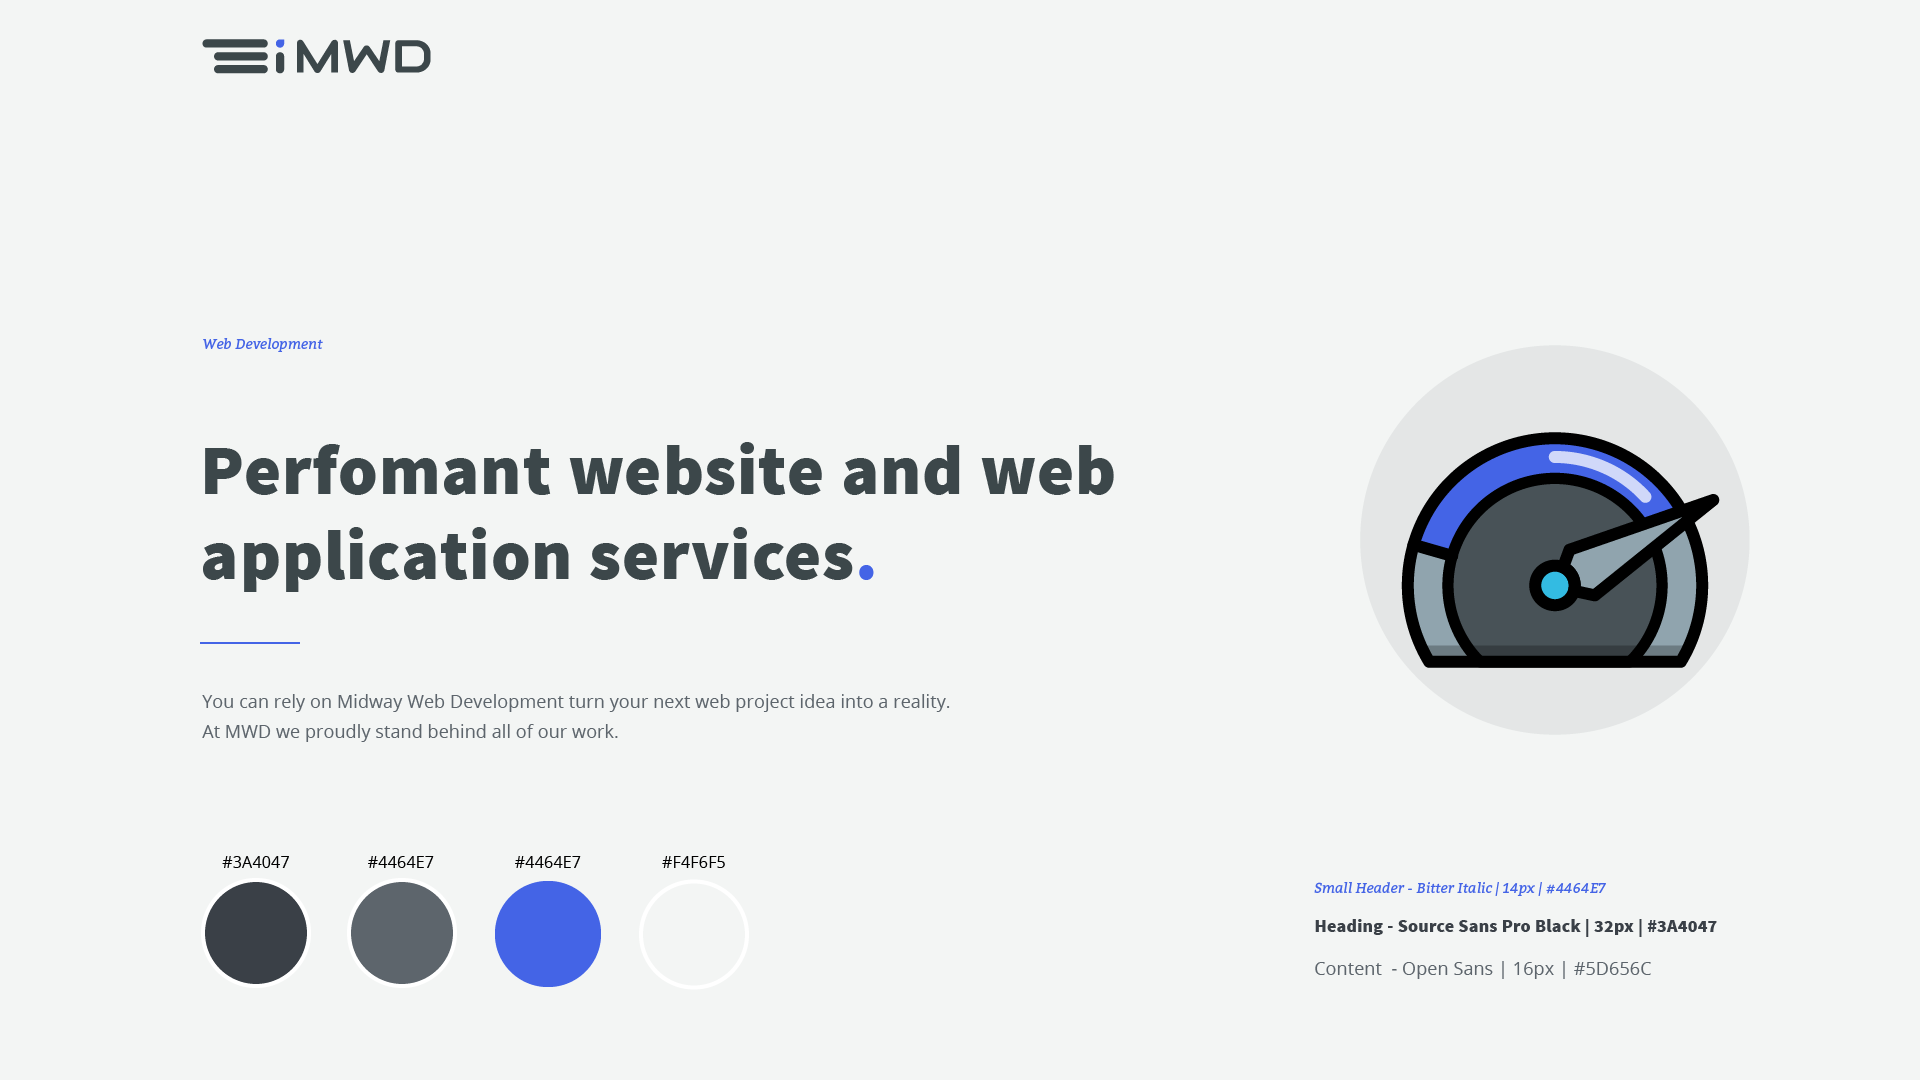 iMWD
Web Development
Perfomant website and web
application services.
You can rely on Midway Web Development turn your next web project idea into a reality.
At MWD we proudly stand behind all of our work.
#3A4047 #4464E7 #4464E7 #F4F6F5
Small Header - Bitter Italic | 14px | #4464E7
Heading - Source Sans Pro Black | 32px | #3A4047
Content - Open Sans | 16px | #5D656C